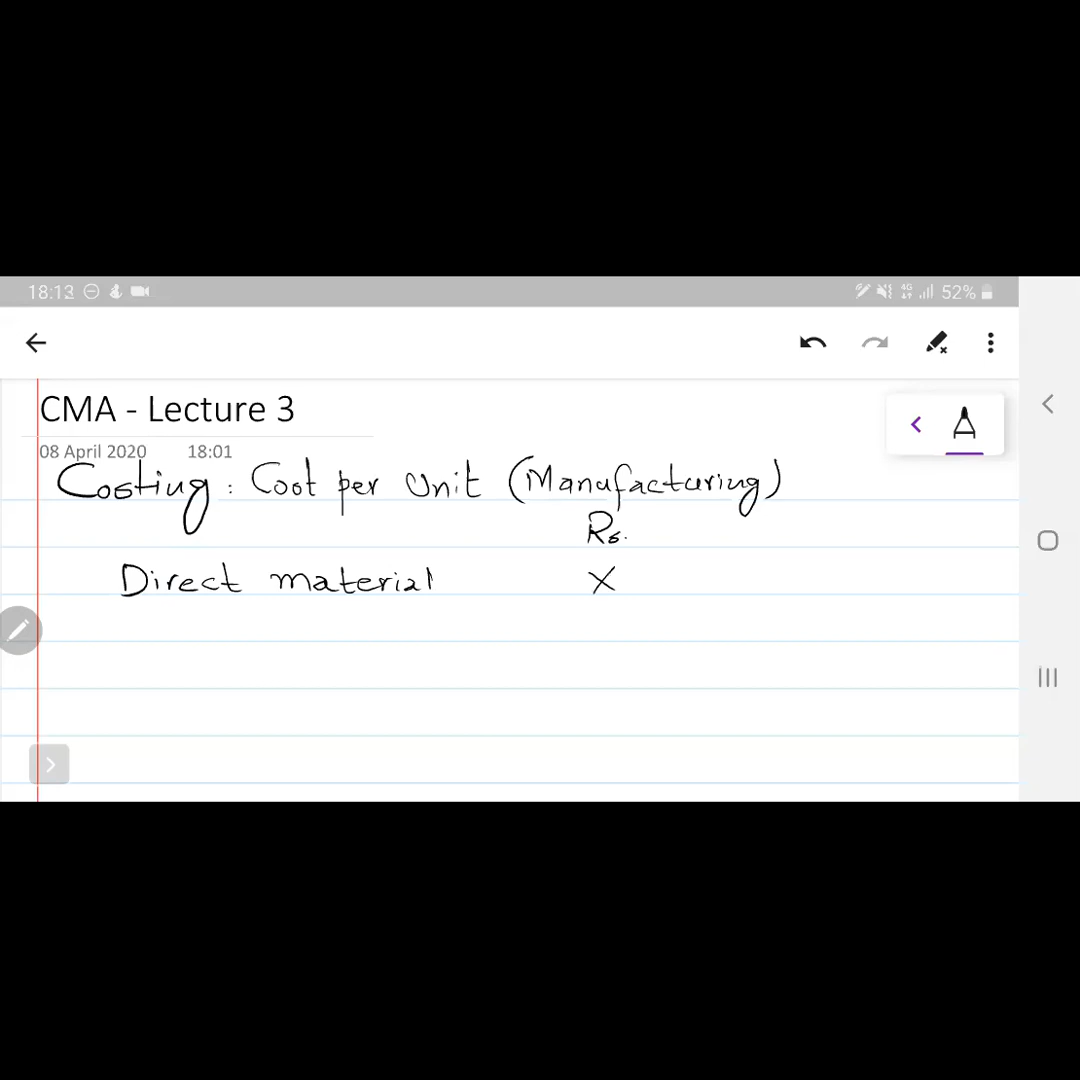 18:13 4G 52%
CMA - Lecture 3
08 April 2020 18:01
Costing : Cost per Unit (Manufacturing)
Rs.
Direct material X